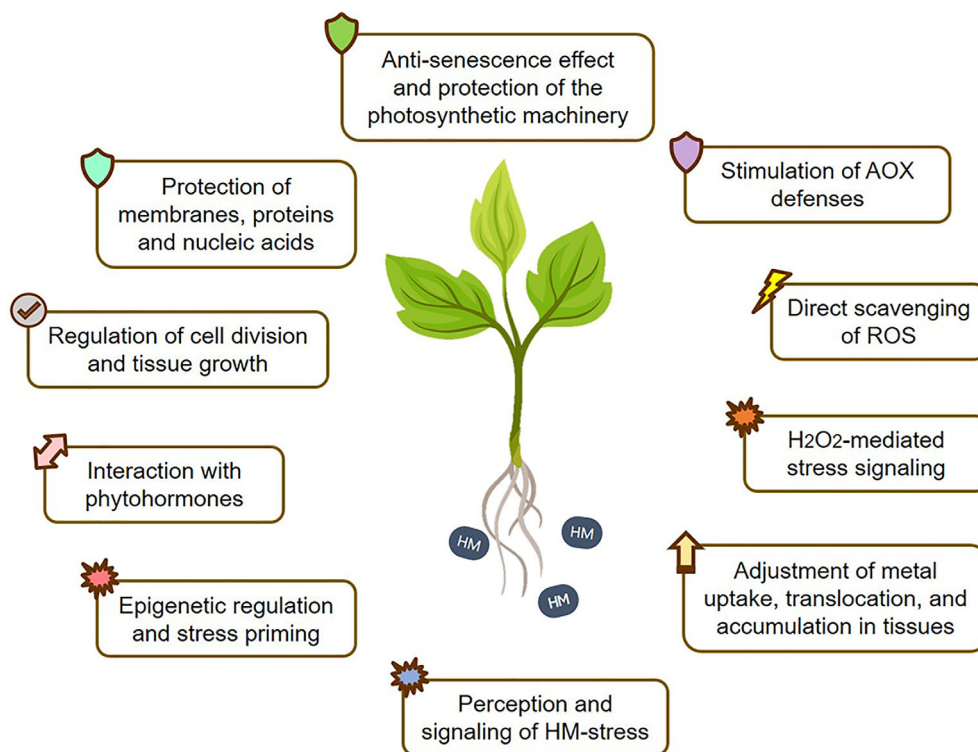 Anti-senescence effect
and protection of the
photosynthetic machinery
Stimulation of AOX
defenses
Protection of
membranes, proteins
and nucleic acids
Direct scavenging
of ROS
Regulation of cell division
and tissue growth
H2O2-mediated
stress signaling
Interaction with
phytohormones
HM
HM
HM
Adjustment of metal
uptake, translocation, and
accumulation in tissues
Epigenetic regulation
and stress priming
Perception and
signaling of HM-stress